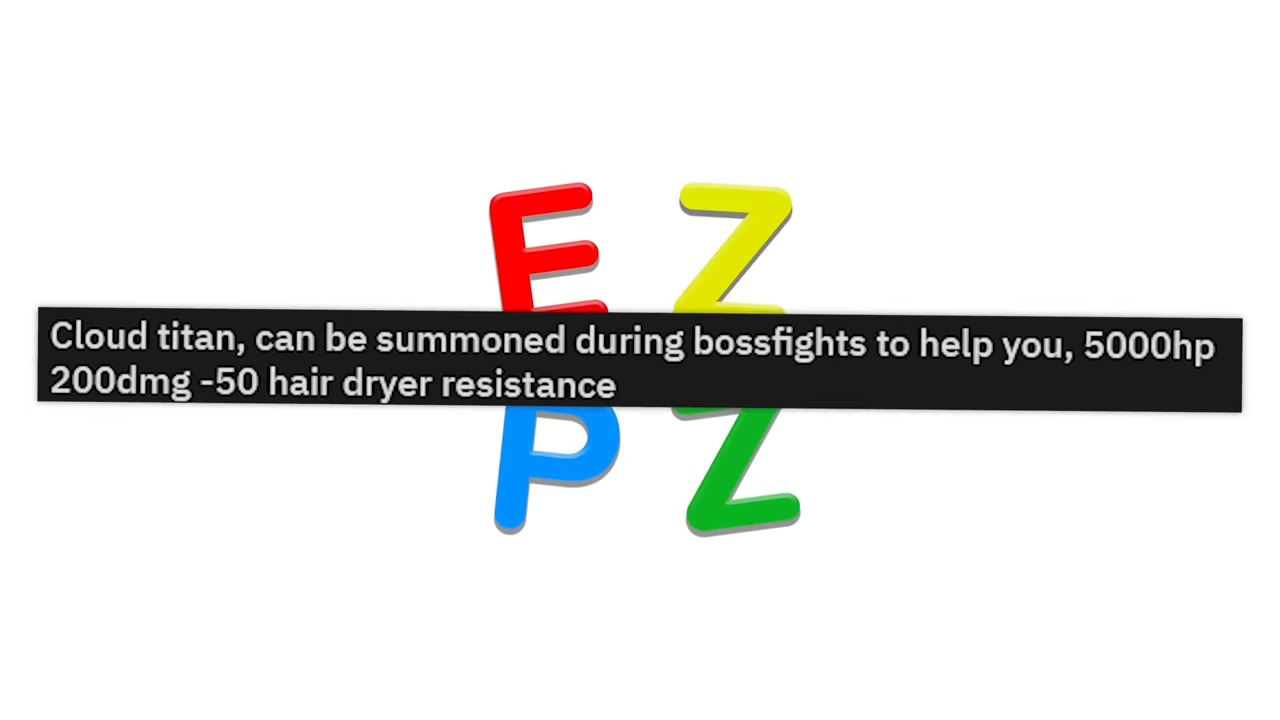 E Z
Cloud titan, can be summoned during bossfights to help you, 5000hp
200dmg -50 hair dryer resistance
P Z